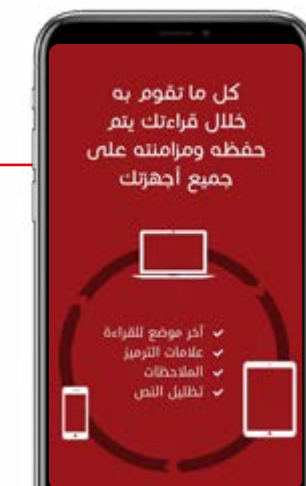 كل ما تقوم به
خلال قراءتك يتم
حفظه ومزامنته على
جميع أجهزتك
✓ آخر موضع للقراءة
✓ علامات الترميز
✓ الملاحظات
✓ تظليل النص